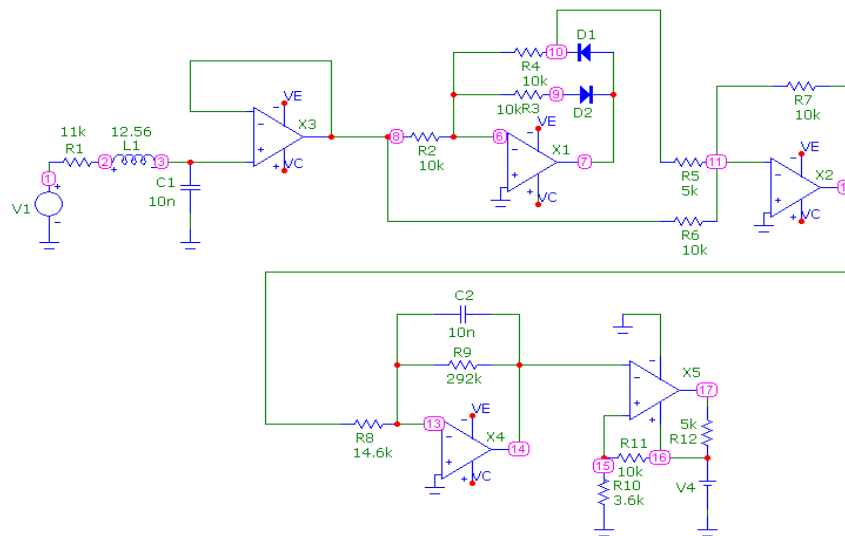 D1
10
R4
10k
VE
9
10kR3
D2
R7
10k
11k
R1
12.56
L1
X3
VE
8
R2
10k
6
X1
7
R5
5k
11
VE
X2
1
2
3
1
V1
C1
10n
VC
VC
R6
10k
VC
C2
10n
R9
292k
X5
17
R8
14.6k
13
VE
X4
14
VC
5k
R12
15
R11
10k
16
R10
3.6k
V4